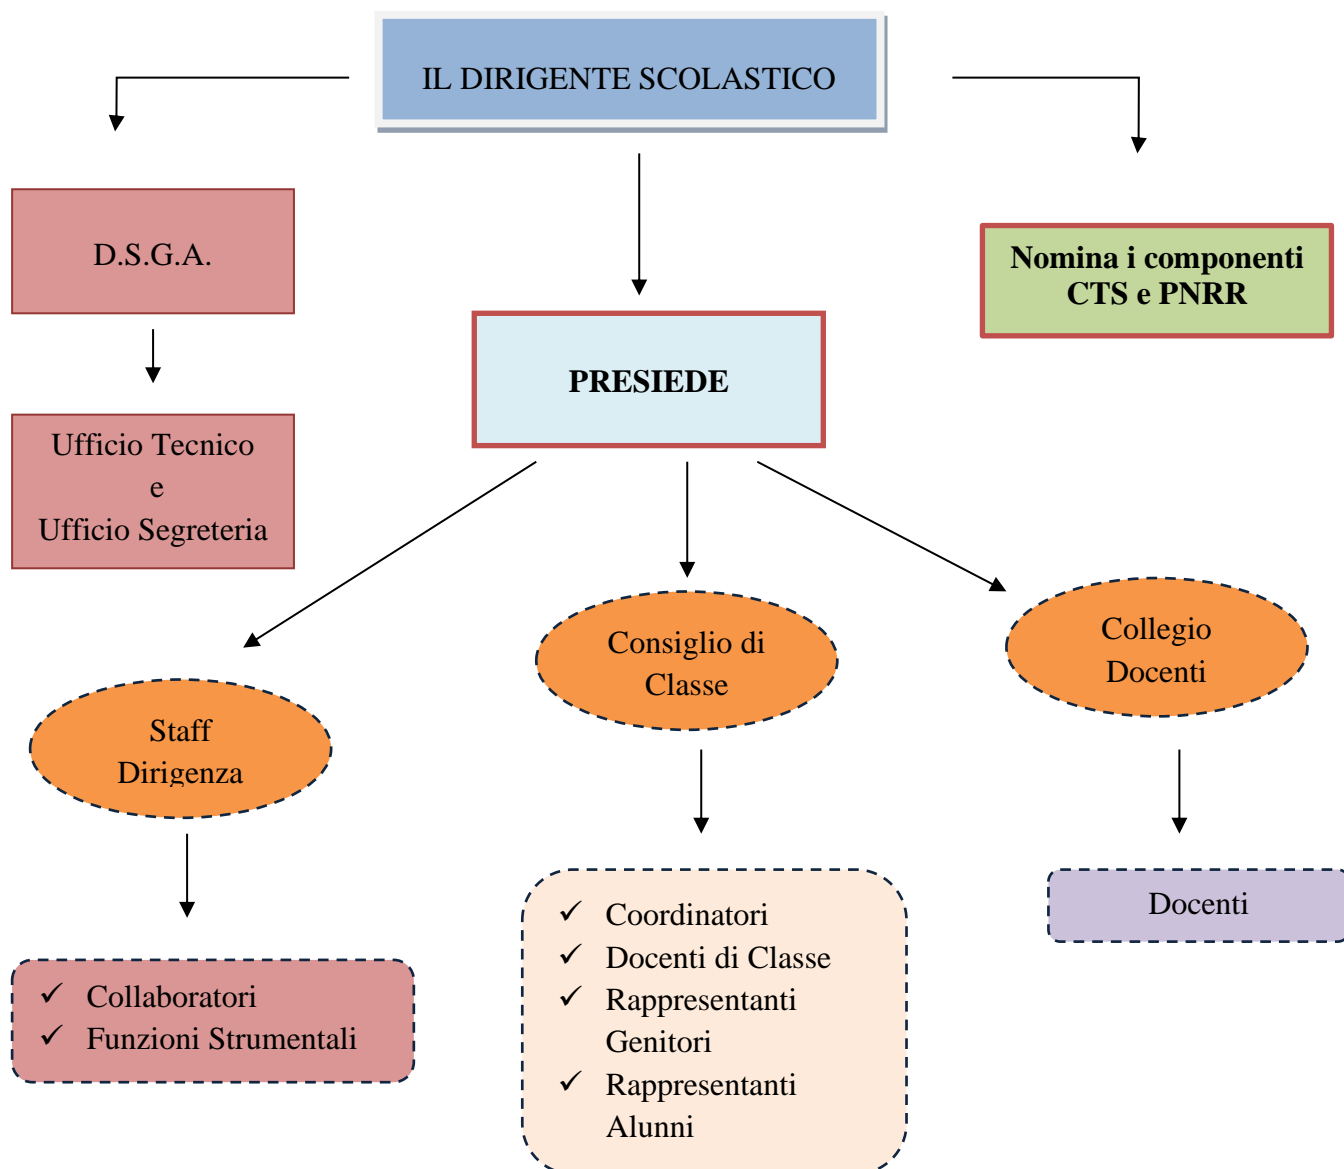 IL DIRIGENTE SCOLASTICO
D.S.G.A.
Nomina i componenti
CTS e PNRR
PRESIEDE
Ufficio Tecnico
e
Ufficio Segreteria
Staff
Dirigenza
Consiglio di
Classe
Collegio
Docenti
✓ Collaboratori
✓ Funzioni Strumentali
✓ Coordinatori
✓ Docenti di Classe
✓ Rappresentanti
Genitori
✓ Rappresentanti
Alunni
Docenti